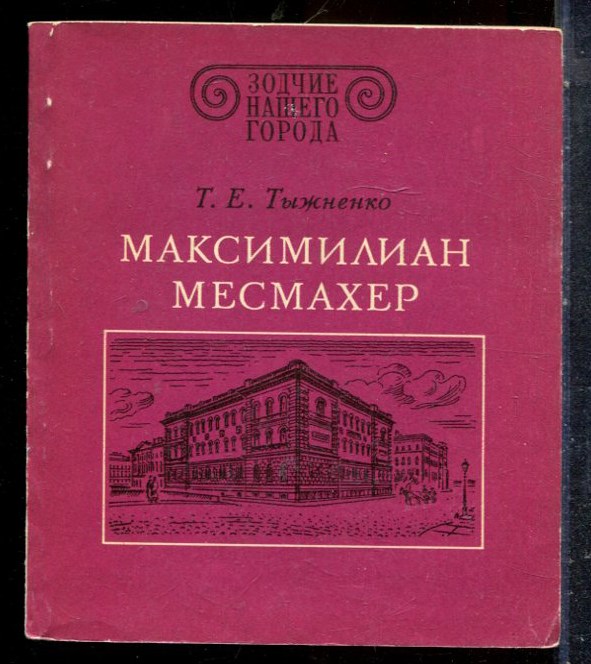 ЗОДЧИЕ
НАШЕГО
ГОРОДА
Т. Е. Тыжненко
МАКСИМИЛИАН
МЕСМАХЕР